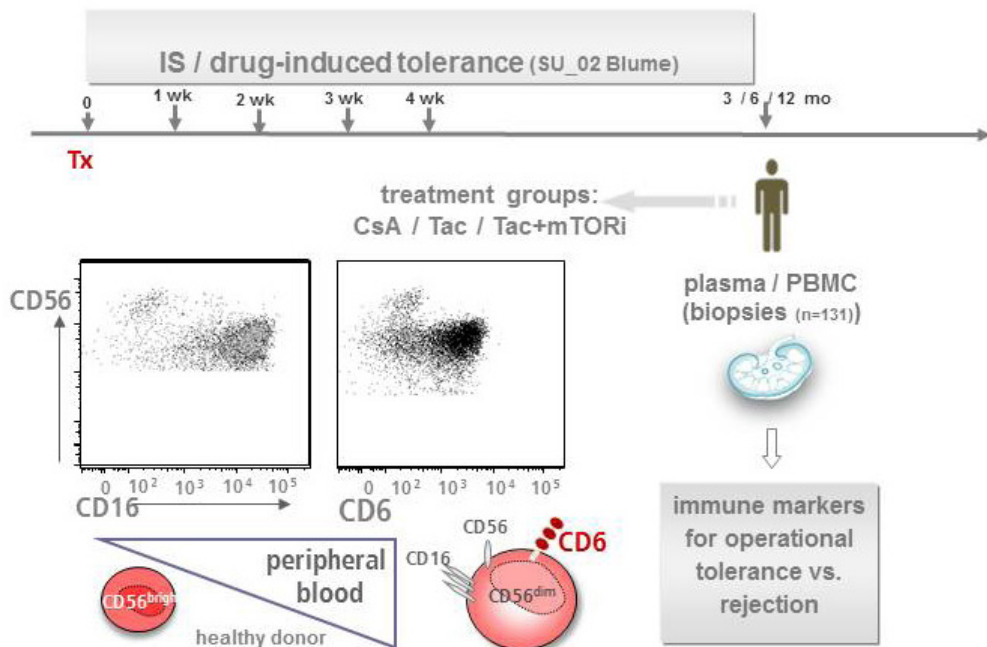 IS / drug-induced tolerance (SU_02 Blume)
0 1 wk 2 wk 3 wk 4 wk 3 / 6 / 12 mo
Tx
treatment groups:
CsA / Tac / Tac+mTORi
plasma / PBMC
(biopsies (n=131))
CD56
0 10² 10³ 10⁴ 10⁵
CD16
0 10² 10³ 10⁴ 10⁵
CD6
immune markers
for operational
tolerance vs.
rejection
CD56brigh
peripheral
blood
healthy donor
CD56
CD16
CD6
CD56dim